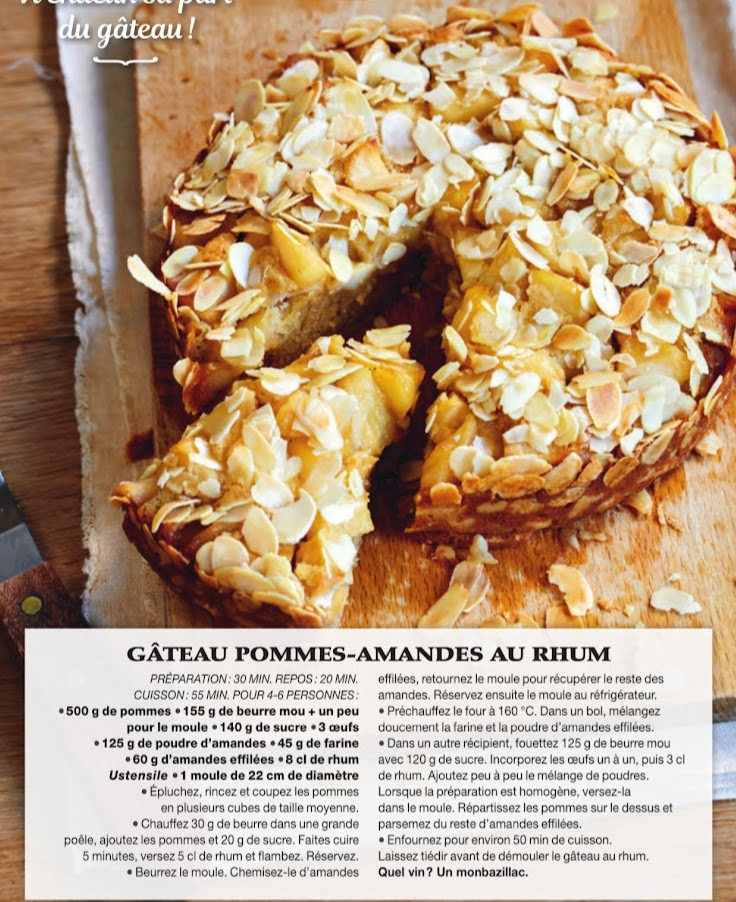 du gâteau !
GÂTEAU POMMES-AMANDES AU RHUM
PRÉPARATION : 30 MIN. REPOS : 20 MIN.
CUISSON : 55 MIN. POUR 4-6 PERSONNES :
• 500 g de pommes • 155 g de beurre mou + un peu
pour le moule • 140 g de sucre • 3 œufs
• 125 g de poudre d’amandes • 45 g de farine
• 60 g d’amandes effilées • 8 cl de rhum
Ustensile • 1 moule de 22 cm de diamètre
• Épluchez, rincez et coupez les pommes
en plusieurs cubes de taille moyenne.
• Chauffez 30 g de beurre dans une grande
poêle, ajoutez les pommes et 20 g de sucre. Faites cuire
5 minutes, versez 5 cl de rhum et flambez. Réservez.
• Beurrez le moule. Chemisez-le d’amandes
effilées, retournez le moule pour récupérer le reste des
amandes. Réservez ensuite le moule au réfrigérateur.
• Préchauffez le four à 160 °C. Dans un bol, mélangez
doucement la farine et la poudre d’amandes effilées.
• Dans un autre récipient, fouettez 125 g de beurre mou
avec 120 g de sucre. Incorporez les œufs un à un, puis 3 cl
de rhum. Ajoutez peu à peu le mélange de poudres.
Lorsque la préparation est homogène, versez-la
dans le moule. Répartissez les pommes sur le dessus et
parsemez du reste d’amandes effilées.
• Enfournez pour environ 50 min de cuisson.
Laissez tiédir avant de démouler le gâteau au rhum.
Quel vin ? Un monbazillac.